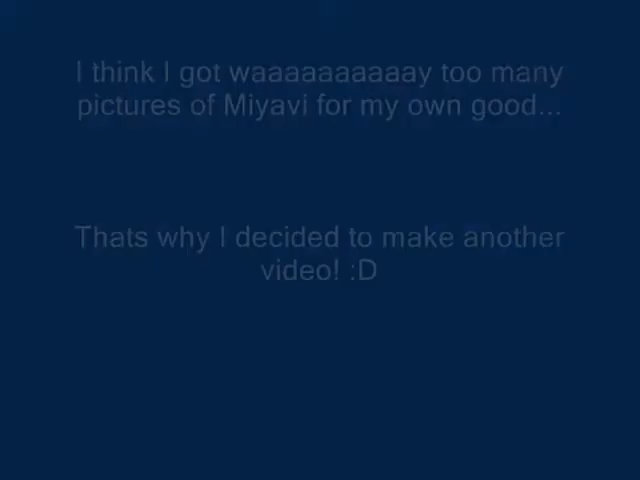 I think I got waaaaaaaaaay too many
pictures of Miyavi for my own good...
Thats why I decided to make another
video! :D